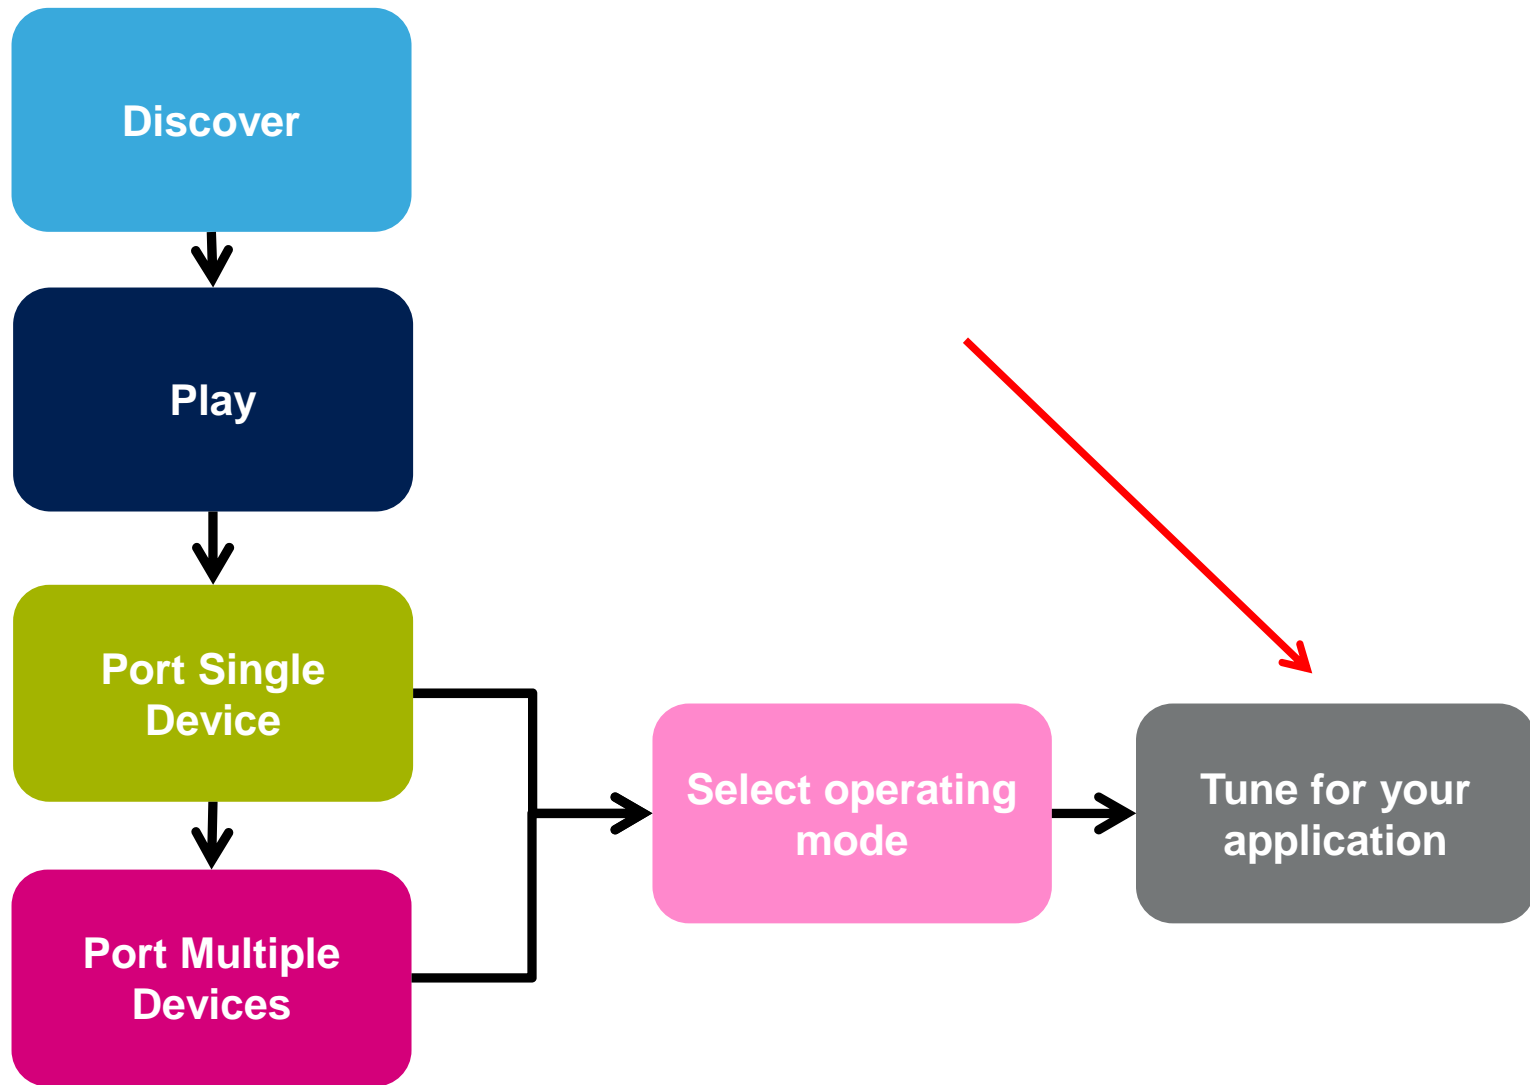 Discover
Play
Port Single
Device
Port Multiple
Devices
Select operating
mode
Tune for your
application